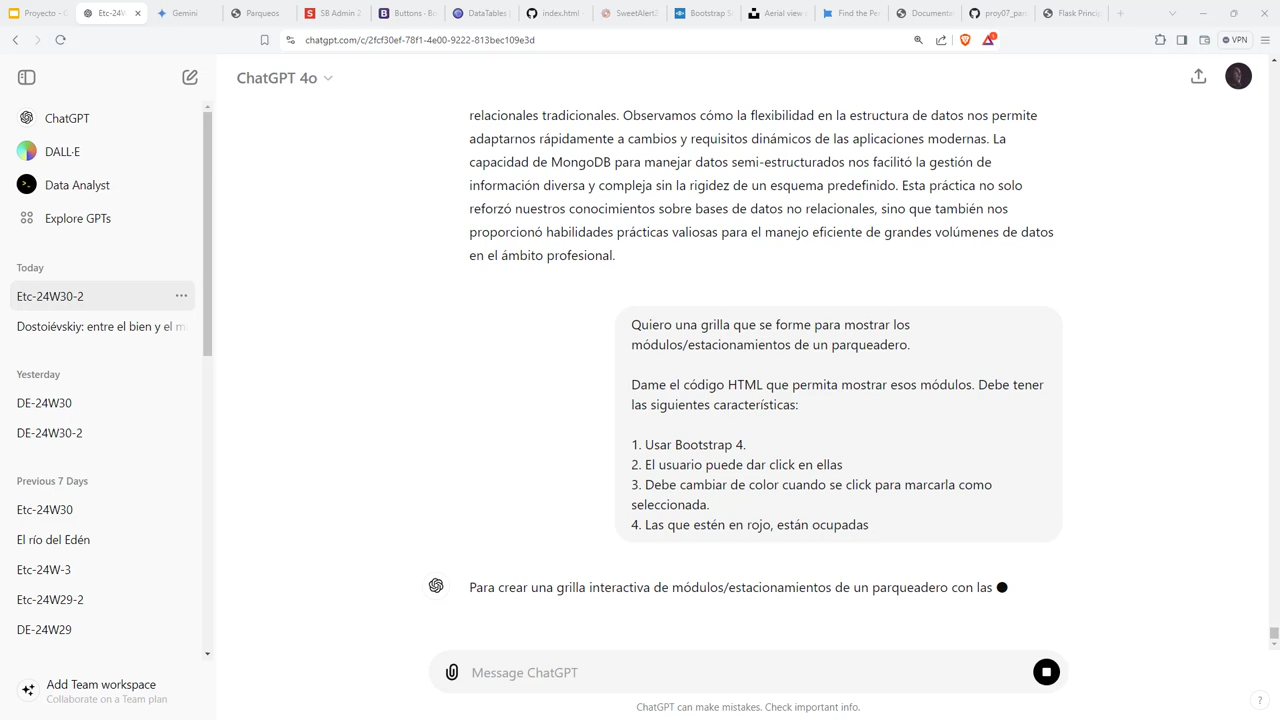 Proyecto - G
Etc-24W
Gemini
Parqueos
SB Admin 2
Buttons - Bo
DataTables |
index.html
SweetAlert2
Bootstrap S
Aerial view o
Find the Pe
Documenta
proy07_par
Flask Princip
chatgpt.com/c/2fcf30ef-78f1-4e00-9222-813bec109e3d
VPN
ChatGPT 4o
ChatGPT
DALL·E
Data Analyst
Explore GPTs
Today
Etc-24W30-2
Dostoiévskiy: entre el bien y el m
Yesterday
DE-24W30
DE-24W30-2
Previous 7 Days
Etc-24W30
El río del Edén
Etc-24W-3
Etc-24W29-2
DE-24W29
Add Team workspace
Collaborate on a Team plan
relacionales tradicionales. Observamos cómo la flexibilidad en la estructura de datos nos permite
adaptarnos rápidamente a cambios y requisitos dinámicos de las aplicaciones modernas. La
capacidad de MongoDB para manejar datos semi-estructurados nos facilitó la gestión de
información diversa y compleja sin la rigidez de un esquema predefinido. Esta práctica no solo
reforzó nuestros conocimientos sobre bases de datos no relacionales, sino que también nos
proporcionó habilidades prácticas valiosas para el manejo eficiente de grandes volúmenes de datos
en el ámbito profesional.
Quiero una grilla que se forme para mostrar los
módulos/estacionamientos de un parqueadero.
Dame el código HTML que permita mostrar esos módulos. Debe tener
las siguientes características:
1. Usar Bootstrap 4.
2. El usuario puede dar click en ellas
3. Debe cambiar de color cuando se click para marcarla como
seleccionada.
4. Las que estén en rojo, están ocupadas
Para crear una grilla interactiva de módulos/estacionamientos de un parqueadero con las
Message ChatGPT
ChatGPT can make mistakes. Check important info.
?